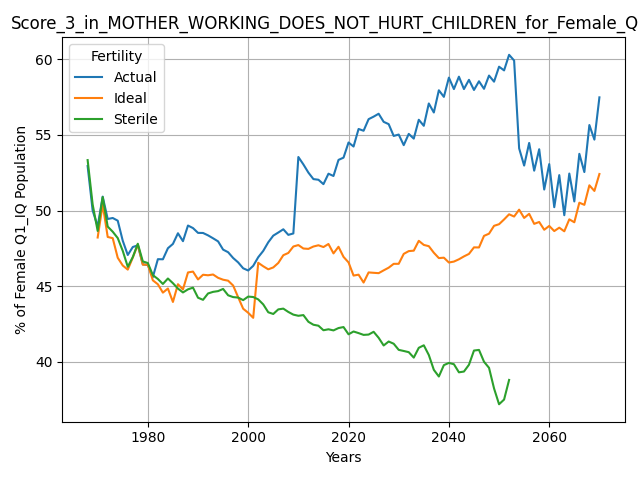 Score_3_in_MOTHER_WORKING_DOES_NOT_HURT_CHILDREN_for_Female_Q
Fertility
Actual
Ideal
Sterile
% of Female Q1_IQ Population
60
55
50
45
40
1980
2000
2020
2040
2060
Years